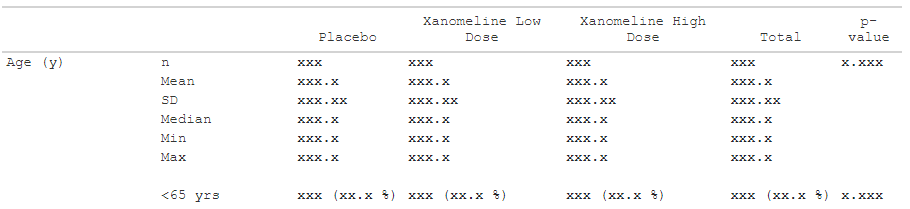 Xanomeline Low Xanomeline High p-
Placebo Dose Dose Total value
Age (y) n xxx xxx xxx xxx x.xxx
Mean xxx.x xxx.x xxx.x xxx.x
SD xxx.xx xxx.xx xxx.xx xxx.xx
Median xxx.x xxx.x xxx.x xxx.x
Min xxx.x xxx.x xxx.x xxx.x
Max xxx.x xxx.x xxx.x xxx.x
<65 yrs xxx (xx.x %) xxx (xx.x %) xxx (xx.x %) xxx (xx.x %) x.xxx